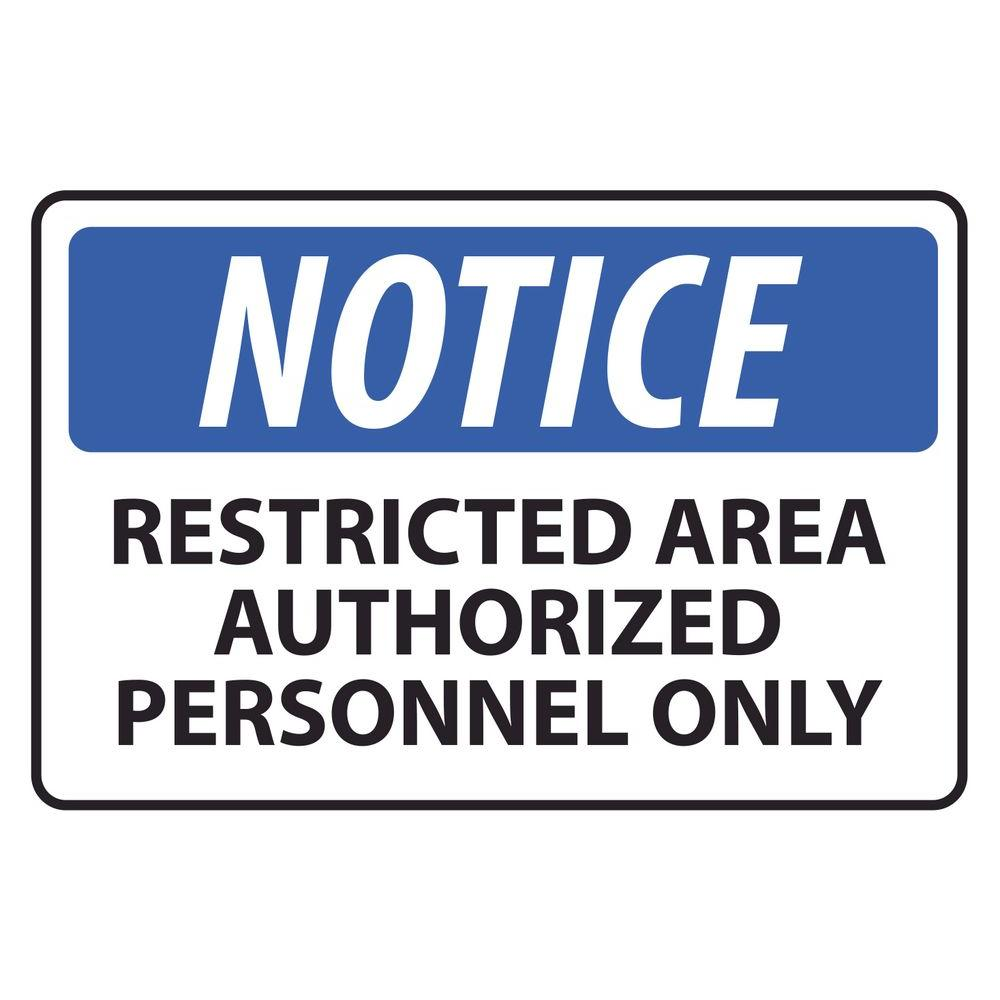 NOTICE
RESTRICTED AREA
AUTHORIZED
PERSONNEL ONLY